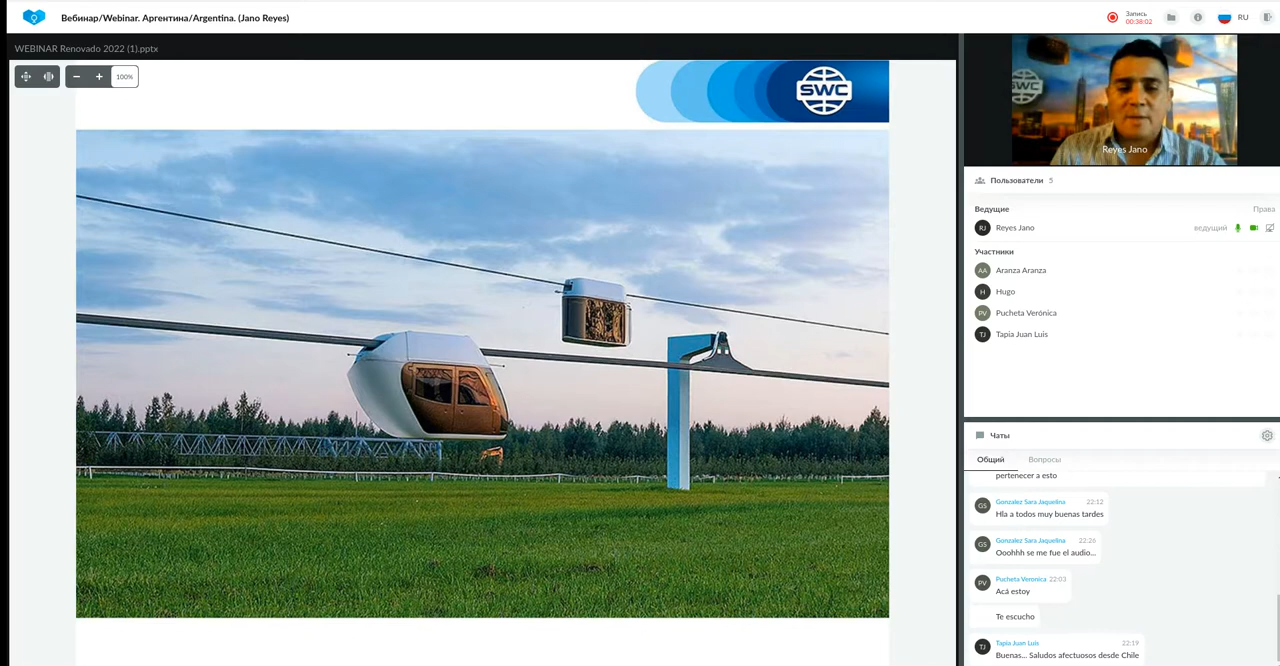 Вебинар/Webinar. Аргентина/Argentina. (Jano Reyes)
Запись
00:38:02
RU
WEBINAR Renovado 2022 (1).pptx
100%
SWC
SWC
Reyes Jano
Пользователи 5
Ведущие Права
RJ Reyes Jano ведущий
Участники
AA Aranza Aranza
H Hugo
PV Pucheta Verónica
TJ Tapia Juan Luis
Чаты
Общий Вопросы
pertenecer a esto
GS Gonzalez Sara Jaquelina 22:12
Hla a todos muy buenas tardes
GS Gonzalez Sara Jaquelina 22:26
Ooohhh se me fue el audio...
PV Pucheta Veronica 22:03
Acá estoy
Te escucho
TJ Tapia Juan Luis 22:19
Buenas... Saludos afectuosos desde Chile